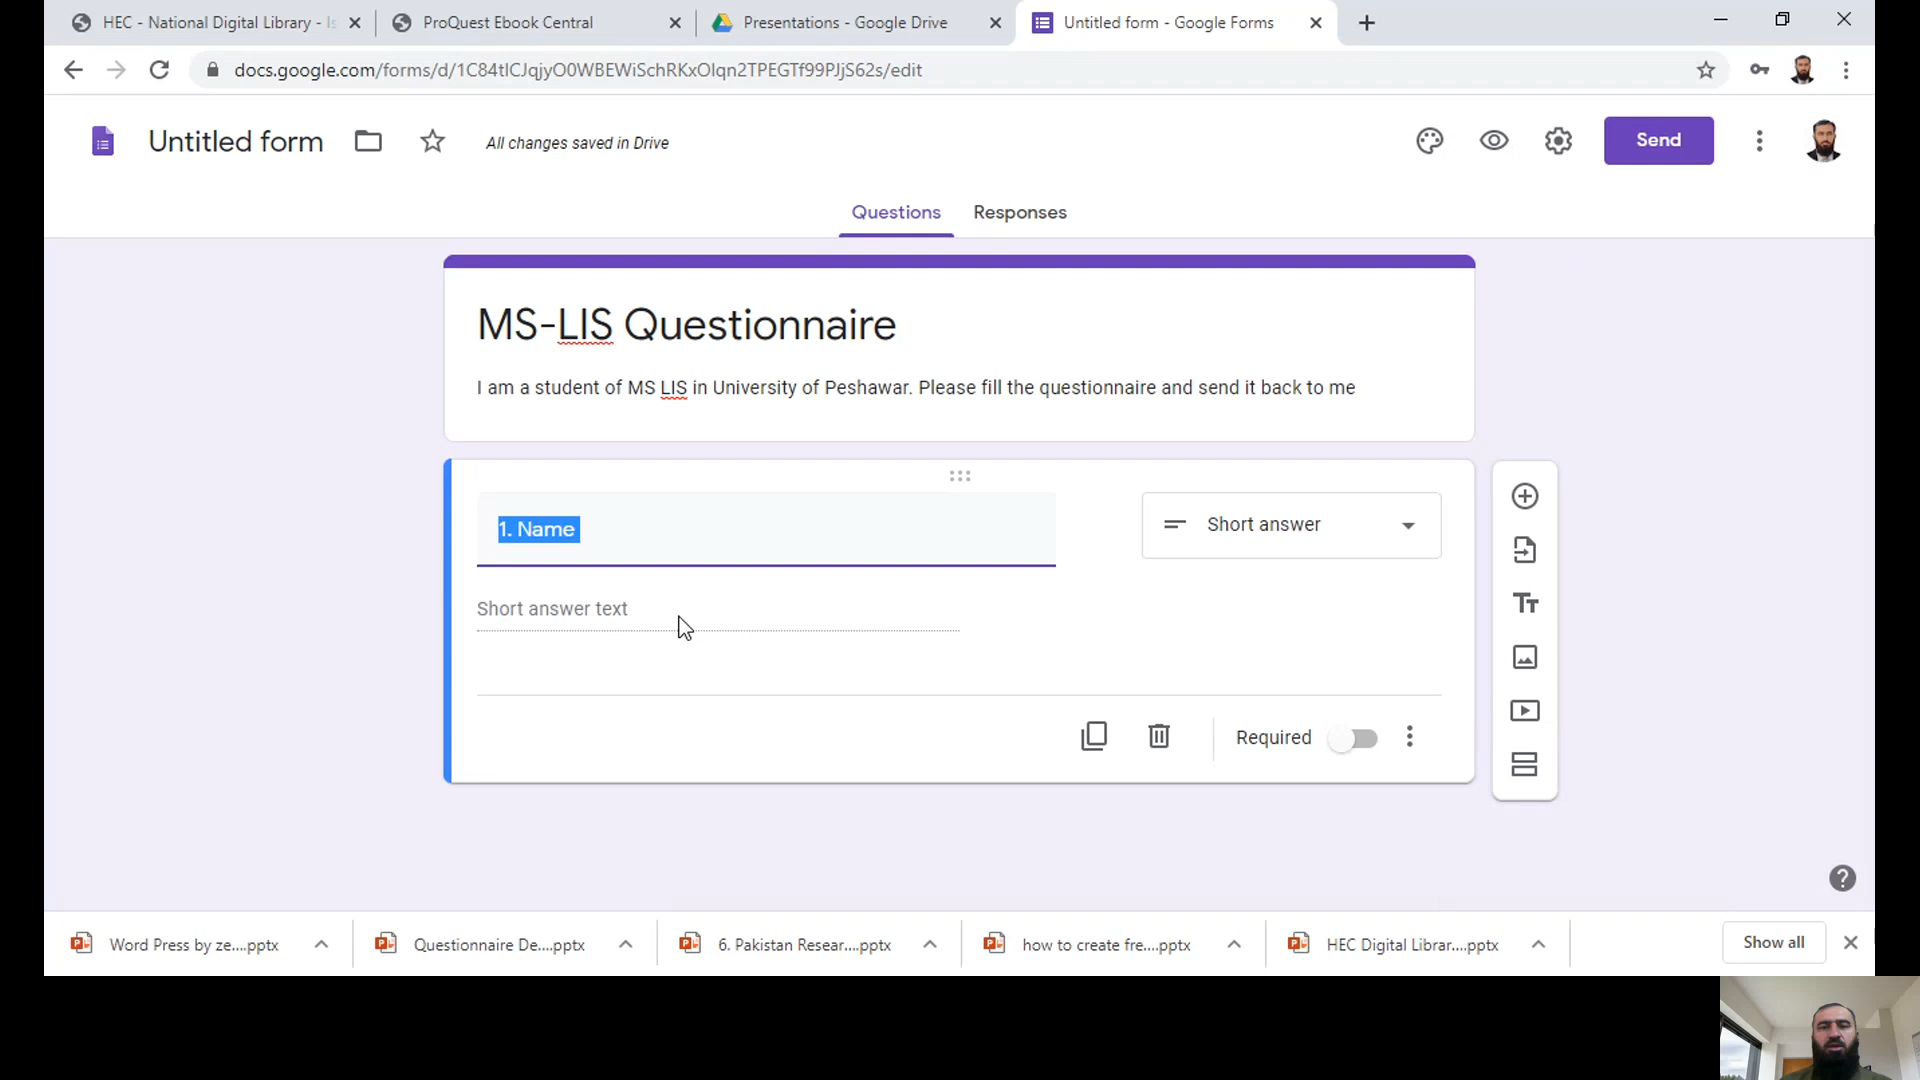 HEC - National Digital Library - Is
ProQuest Ebook Central
Presentations - Google Drive
Untitled form - Google Forms
docs.google.com/forms/d/1C84tlCJqjyO0WBEWiSchRKxOlqn2TPEGTf99PJjS62s/edit
Untitled form
All changes saved in Drive
Send
Questions
Responses
MS-LIS Questionnaire
I am a student of MS LIS in University of Peshawar. Please fill the questionnaire and send it back to me
1. Name
Short answer
Short answer text
Required
Word Press by ze....pptx
Questionnaire De....pptx
6. Pakistan Resear....pptx
how to create fre....pptx
HEC Digital Librar....pptx
Show all